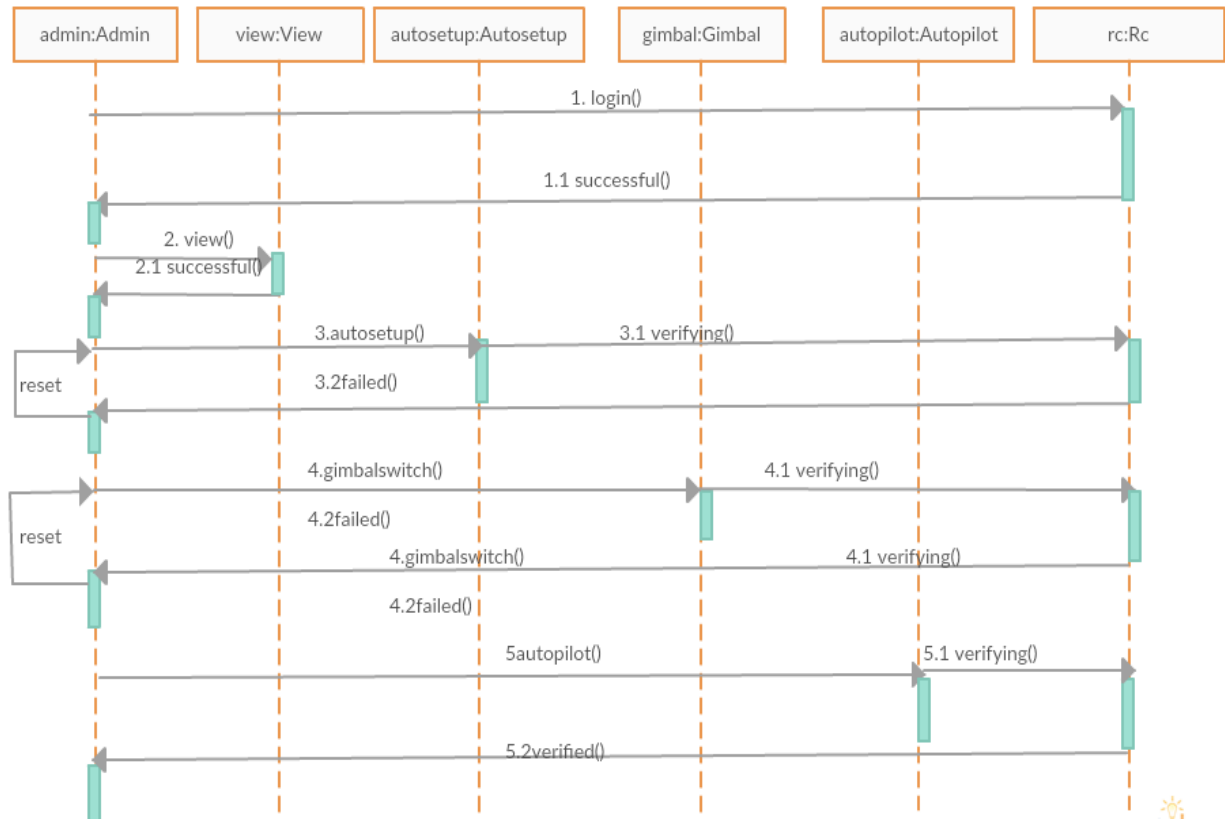 admin:Admin
view:View
autosetup:Autosetup
gimbal:Gimbal
autopilot:Autopilot
rc:Rc
1. login()
1.1 successful()
2. view()
2.1 successful()
3.autosetup()
3.1 verifying()
reset
3.2failed()
4.gimbalswitch()
4.1 verifying()
4.2failed()
reset
4.gimbalswitch()
4.1 verifying()
4.2failed()
5autopilot()
5.1 verifying()
5.2verified()